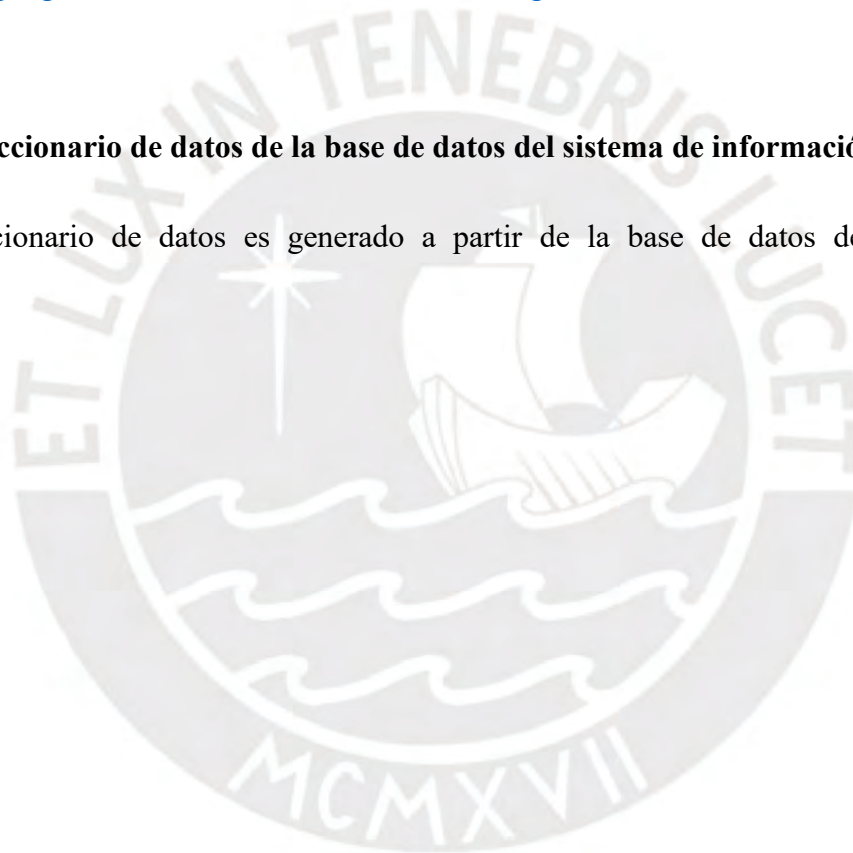 ccionario de datos de la base de datos del sistema de informació
cionario de datos es generado a partir de la base de datos de
ET LUX IN TENEBRIS LUCET
MCMXVII